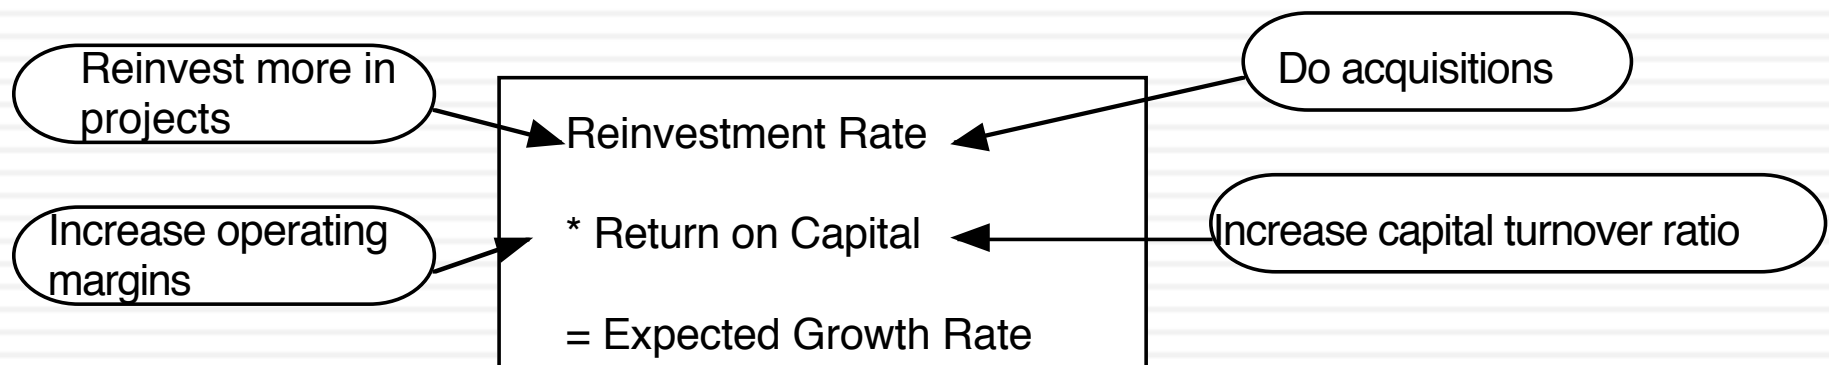 Reinvest more in
projects
Do acquisitions
Reinvestment Rate
Increase operating
margins
* Return on Capital
Increase capital turnover ratio
= Expected Growth Rate